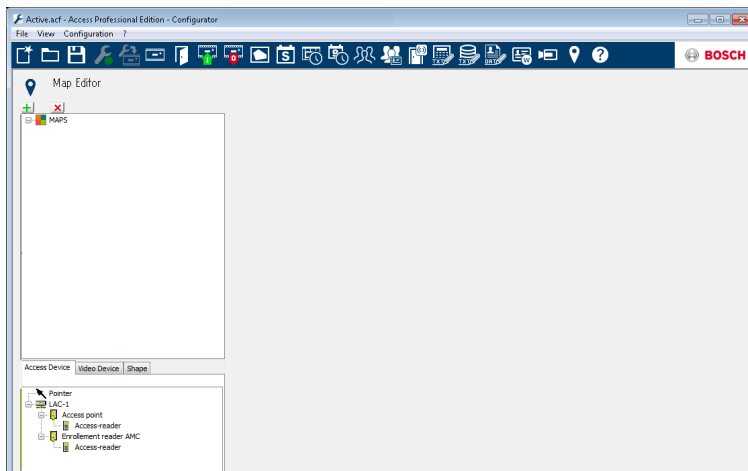 Active.acf - Access Professional Edition - Configurator
File View Configuration ?
BOSCH
Map Editor
MAPS
Access Device Video Device Shape
Pointer
LAC-1
Access point
Access-reader
Enrollement reader AMC
Access-reader